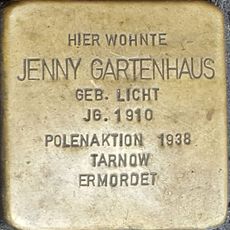 HIER WOHNTE
JENNY GARTENHAUS
GEB. LICHT
JG. 1910
POLENAKTION 1938
TARNOW
ERMORDET